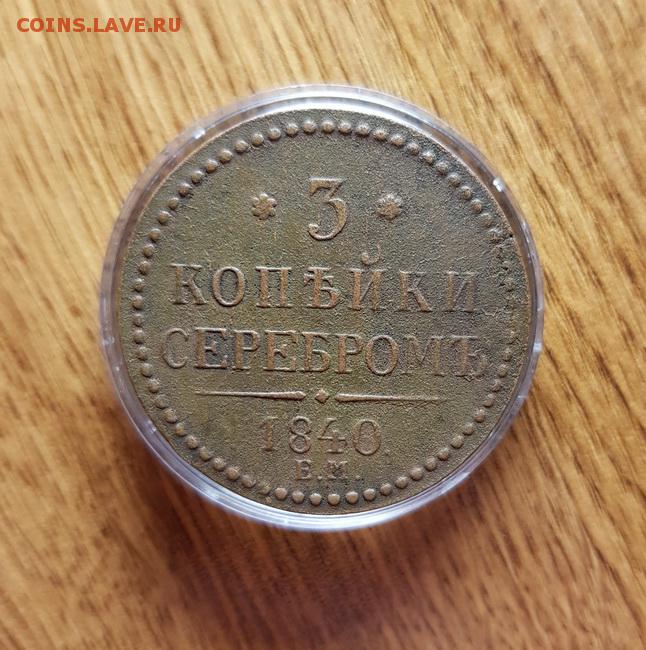 COINS.LAVE.RU
* 3 *
КОПѢЙКИ
СЕРЕБРОМЪ
1840.
Е.М.